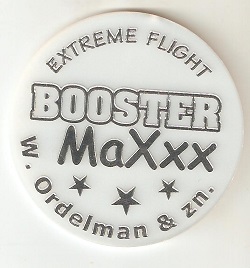 EXTREME FLIGHT
BOOSTER
MaXxx
W. Ordelman & zn.